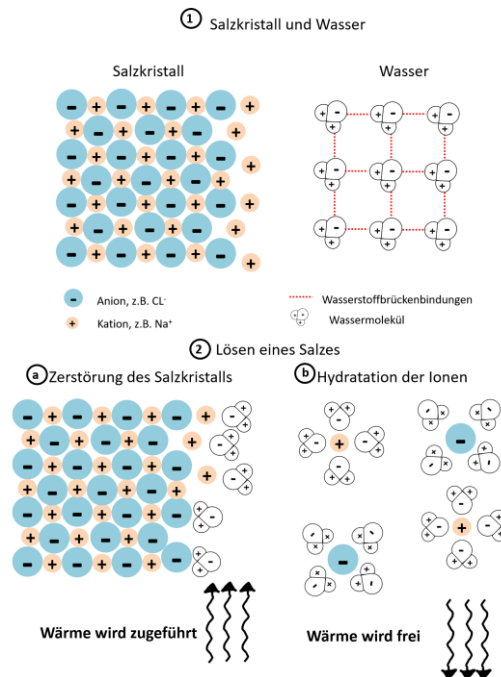 1 Salzkristall und Wasser
Salzkristall
Wasser
Anion, z.B. CL⁻
Kation, z.B. Na⁺
Wasserstoffbrückenbindungen
Wassermolekül
2 Lösen eines Salzes
a Zerstörung des Salzkristalls
b Hydratation der Ionen
Wärme wird zugeführt
Wärme wird frei